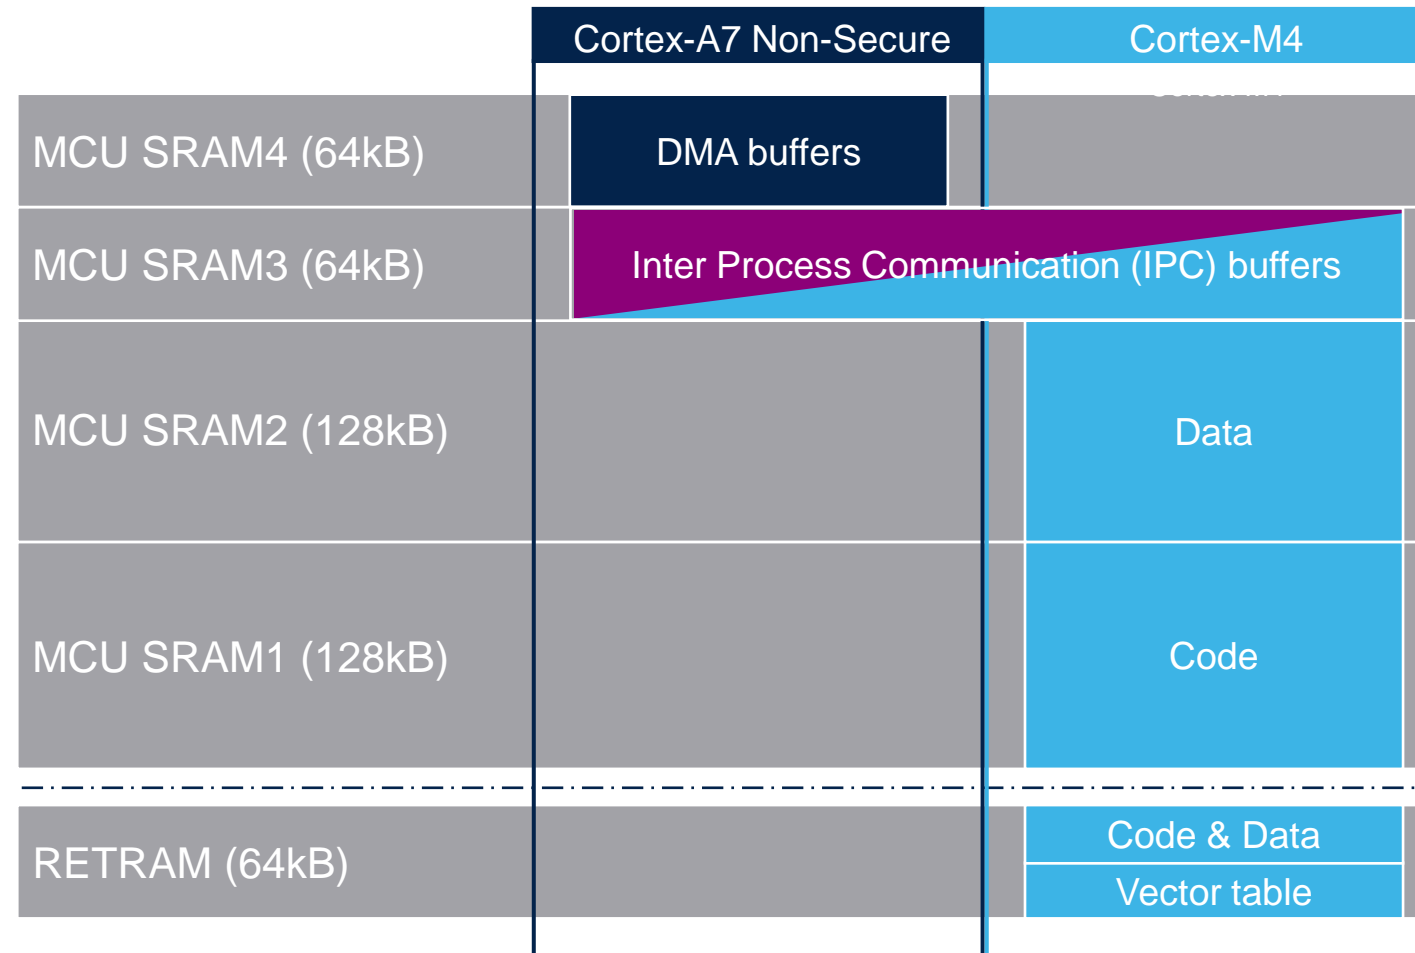 Cortex-A7 Non-Secure
Cortex-M4
MCU SRAM4 (64kB)
DMA buffers
MCU SRAM3 (64kB)
Inter Process Communication (IPC) buffers
MCU SRAM2 (128kB)
Data
MCU SRAM1 (128kB)
Code
RETRAM (64kB)
Code & Data
Vector table